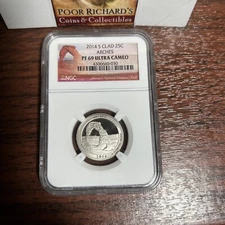 POOR RICHARD'S
Coins & Collectibles
2014 S CLAD 25C
ARCHES
PF 69 ULTRA CAMEO
NGC